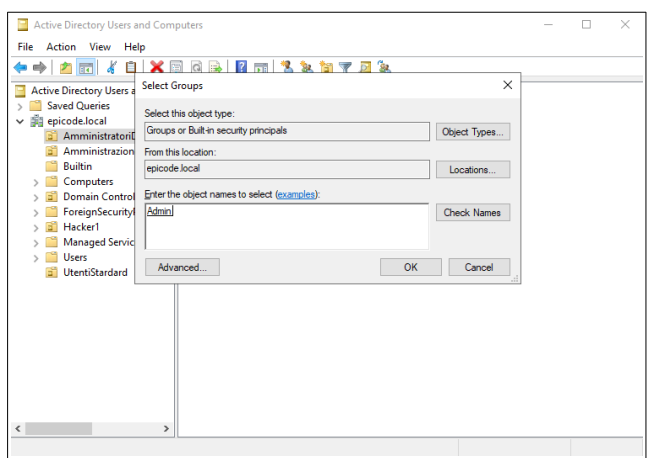 Active Directory Users and Computers
File Action View Help
Active Directory Users a
Saved Queries
epicode.local
AmministratoriD
Amministrazion
Builtin
Computers
Domain Control
ForeignSecurityP
Hacker1
Managed Servic
Users
UtentiStardard
Select Groups
Select this object type:
Groups or Built-in security principals
Object Types...
From this location:
epicode.local
Locations...
Enter the object names to select (examples):
Admin
Check Names
Advanced...
OK
Cancel